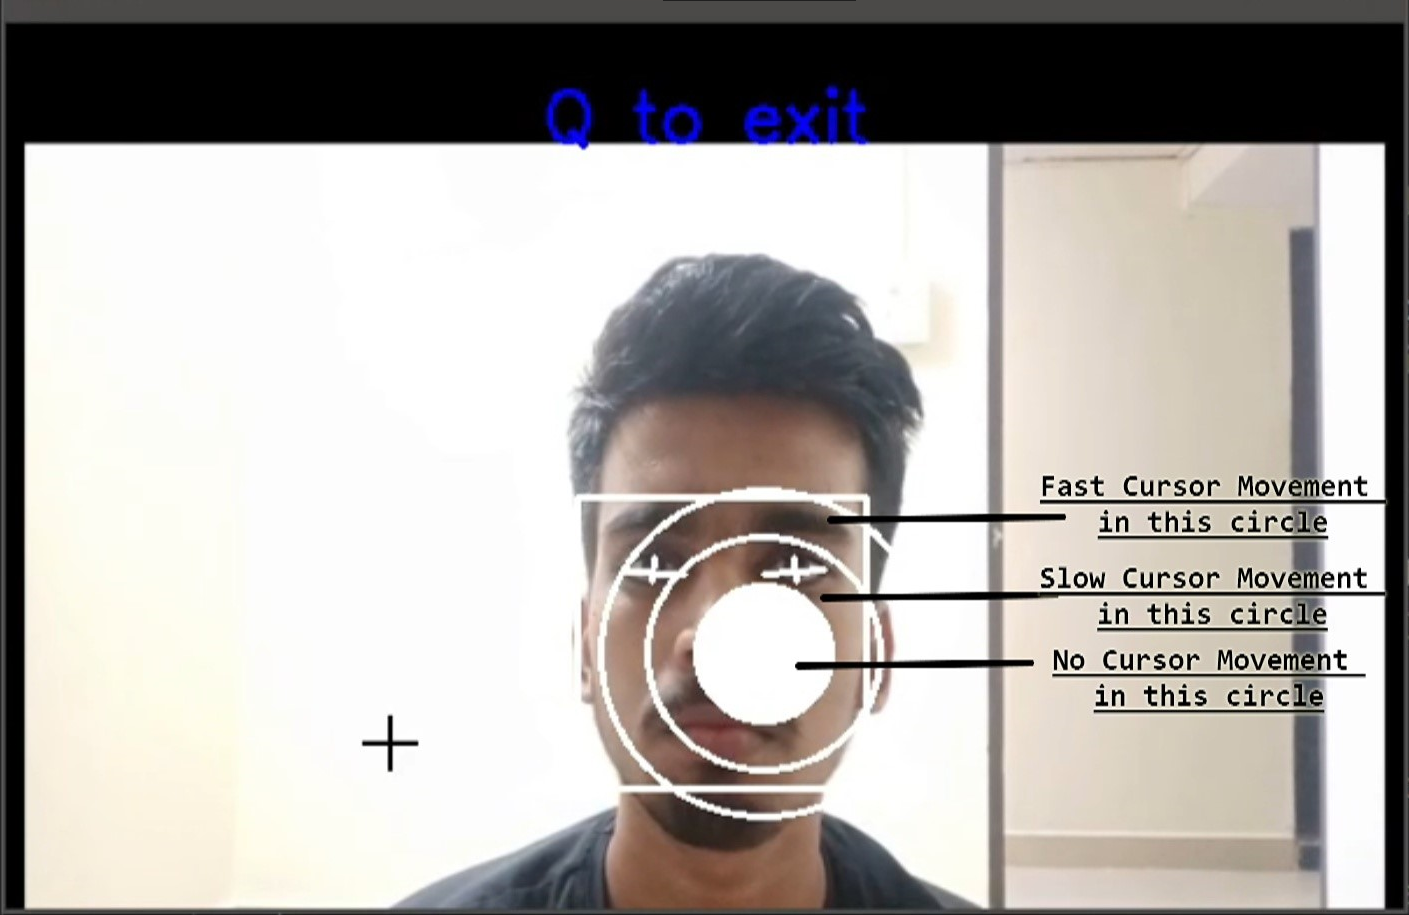 Q to exit
Fast Cursor Movement
in this circle
Slow Cursor Movement
in this circle
No Cursor Movement
in this circle